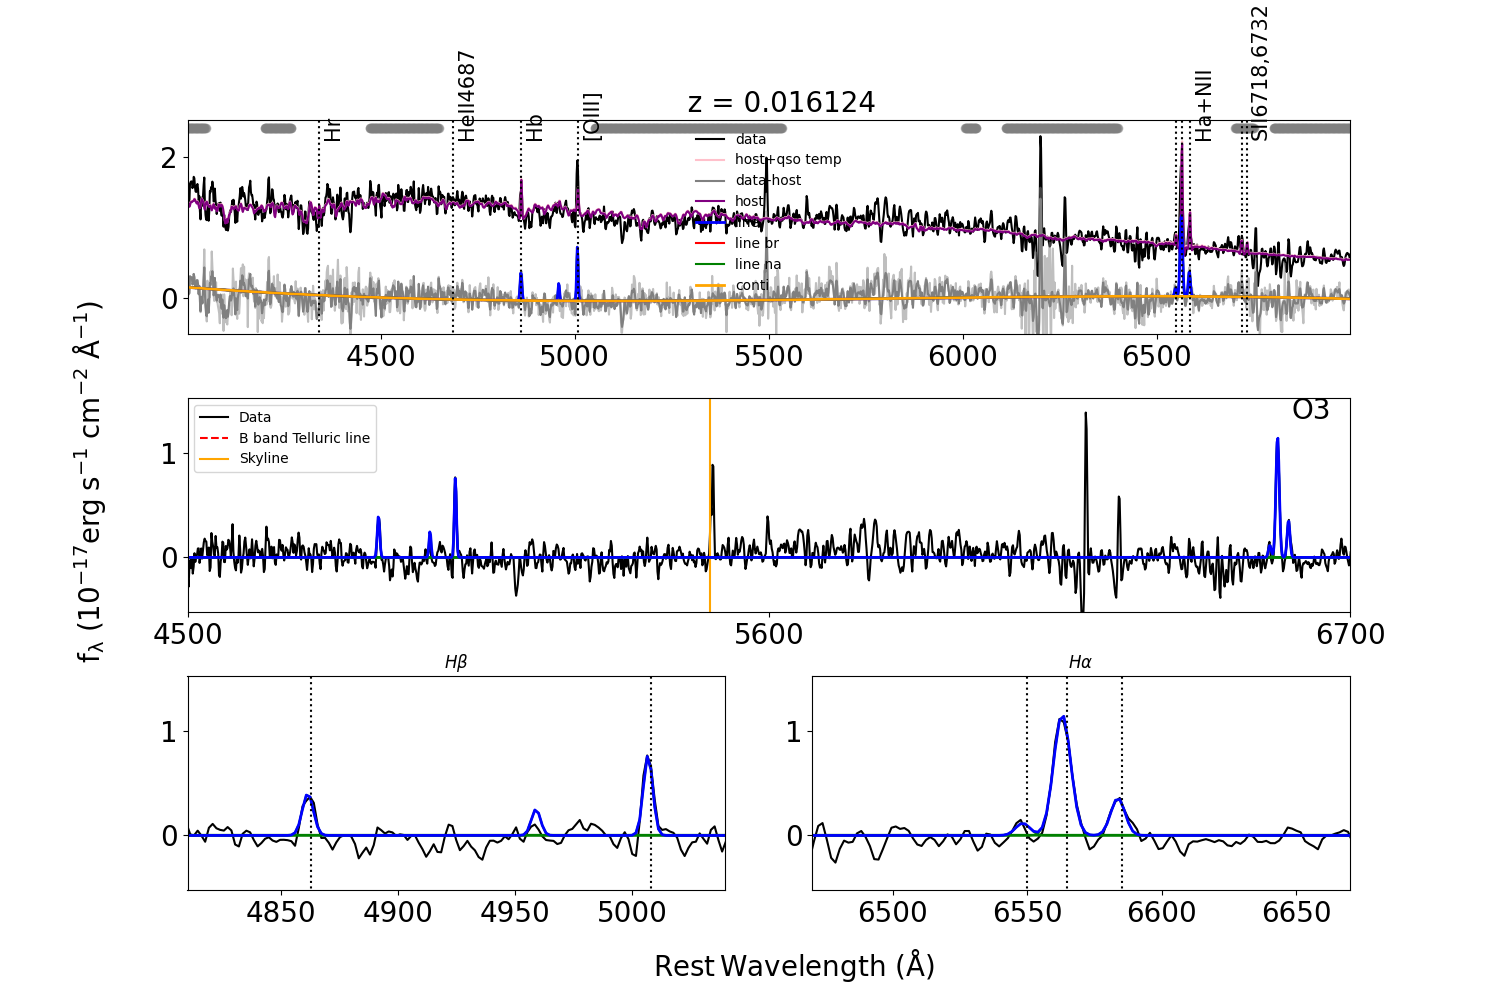 Hr
HeII4687
Hb
[OIII]
Ha+NII
SII6718,6732
z = 0.016124
data
host+qso temp
data-host
host
line
line br
line na
conti
2
0
4500
5000
5500
6000
6500
fλ (10⁻¹⁷erg s⁻¹ cm⁻² Å⁻¹)
Data
B band Telluric line
Skyline
O3
1
0
4500
5600
6700
Hβ
1
0
4850
4900
4950
5000
Hα
1
0
6500
6550
6600
6650
Rest Wavelength (Å)